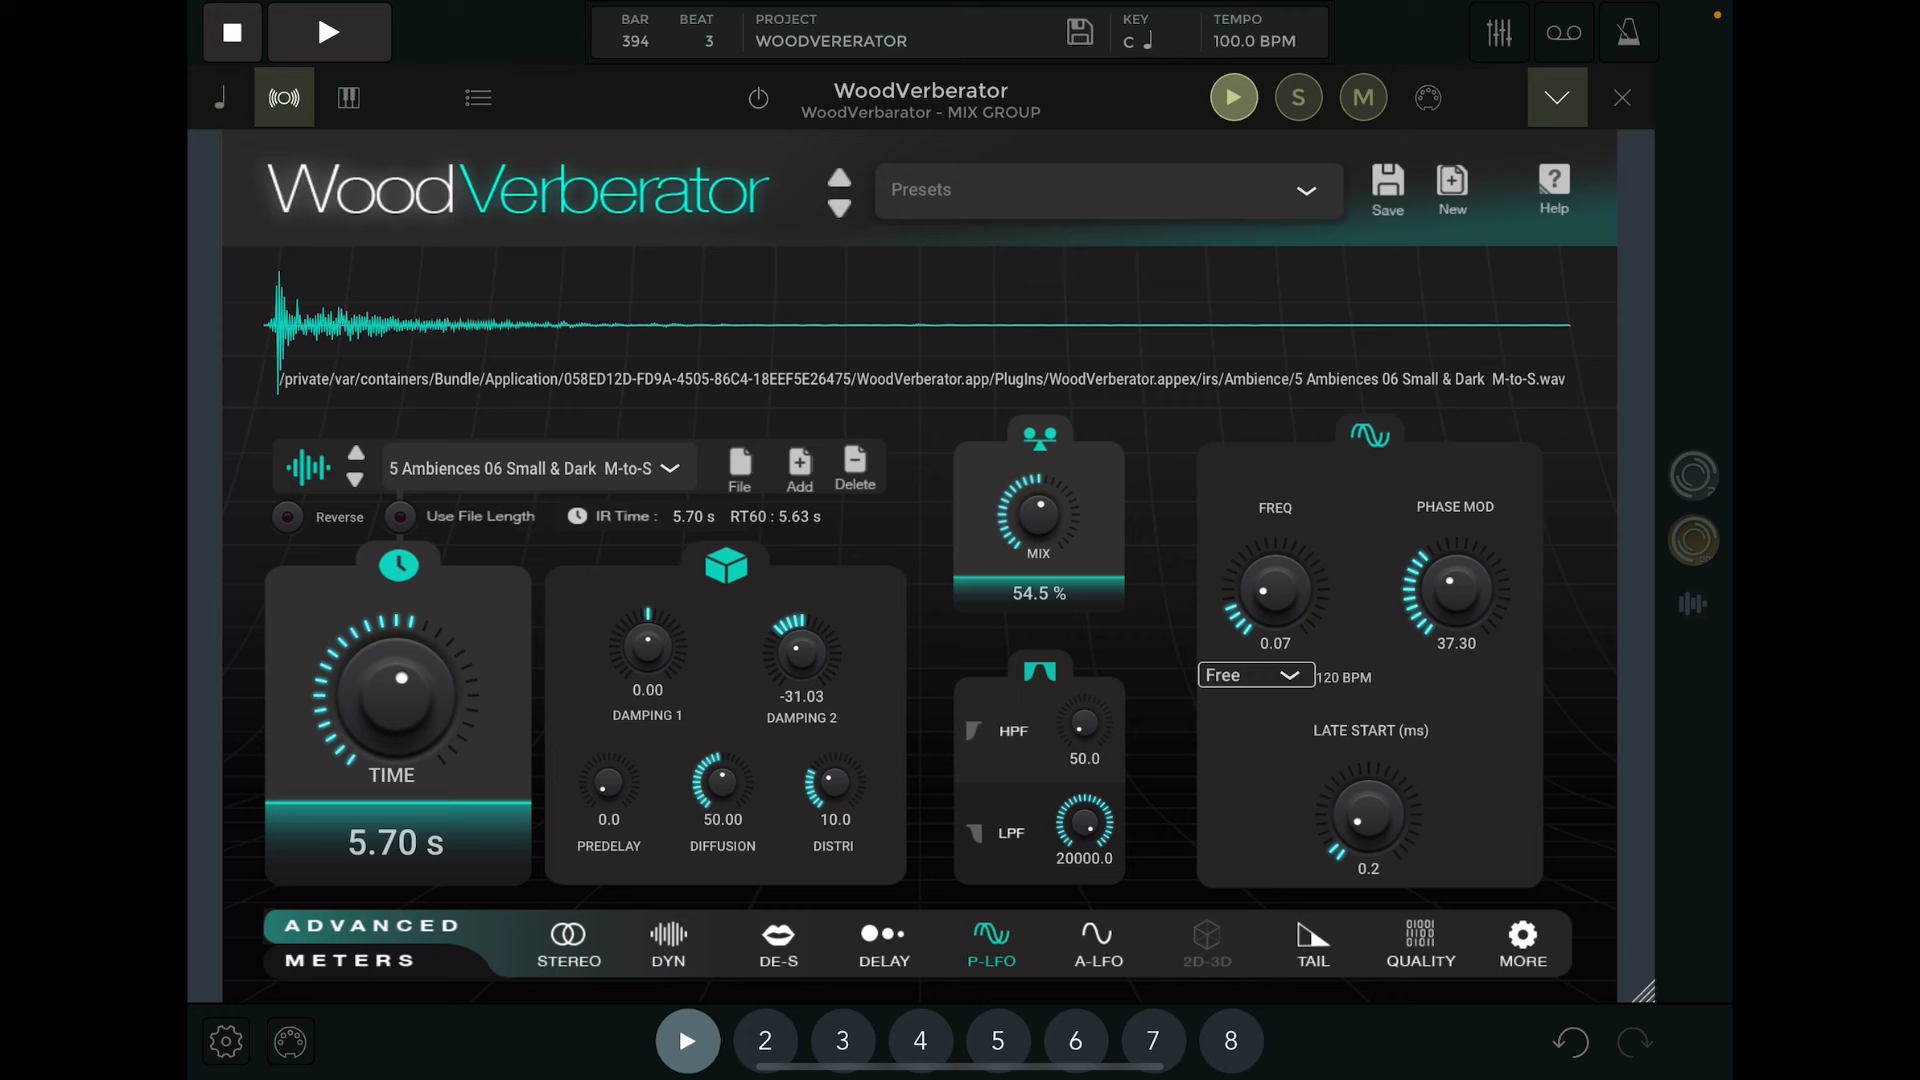 BAR BEAT PROJECT KEY TEMPO
394 3 WOODVERERATOR C 100.0 BPM
WoodVerberator
WoodVerbarator - MIX GROUP
S M
WoodVerberator
Presets
Save New Help
/private/var/containers/Bundle/Application/058ED12D-FD9A-4505-86C4-18EEF5E26475/WoodVerberator.app/PlugIns/WoodVerberator.appex/irs/Ambience/5 Ambiences 06 Small & Dark  M-to-S.wav
5 Ambiences 06 Small & Dark  M-to-S
File Add Delete
Reverse Use File Length IR Time : 5.70 s RT60 : 5.63 s
TIME
5.70 s
0.00 -31.03
DAMPING 1 DAMPING 2
0.0 50.00 10.0
PREDELAY DIFFUSION DISTRI
MIX
54.5 %
HPF
50.0
LPF
20000.0
FREQ PHASE MOD
0.07 37.30
Free 120 BPM
LATE START (ms)
0.2
ADVANCED
METERS
STEREO DYN DE-S DELAY P-LFO A-LFO 2D-3D TAIL QUALITY MORE
2 3 4 5 6 7 8